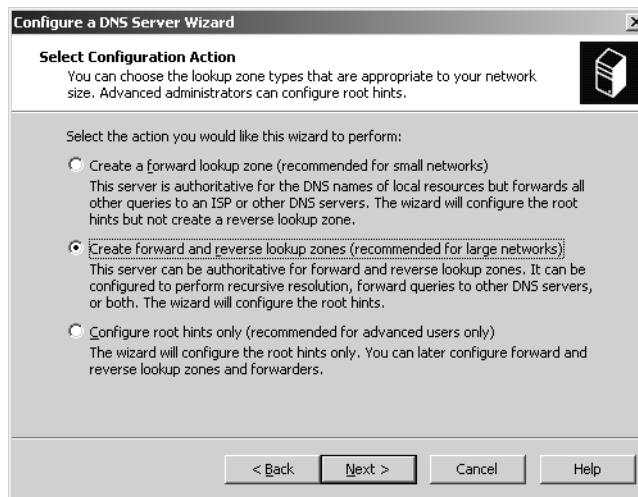 Configure a DNS Server Wizard
Select Configuration Action
You can choose the lookup zone types that are appropriate to your network
size. Advanced administrators can configure root hints.
Select the action you would like this wizard to perform:
Create a forward lookup zone (recommended for small networks)
This server is authoritative for the DNS names of local resources but forwards all
other queries to an ISP or other DNS servers. The wizard will configure the root
hints but not create a reverse lookup zone.
Create forward and reverse lookup zones (recommended for large networks)
This server can be authoritative for forward and reverse lookup zones. It can be
configured to perform recursive resolution, forward queries to other DNS servers,
or both. The wizard will configure the root hints.
Configure root hints only (recommended for advanced users only)
The wizard will configure the root hints only. You can later configure forward and
reverse lookup zones and forwarders.
< Back Next > Cancel Help